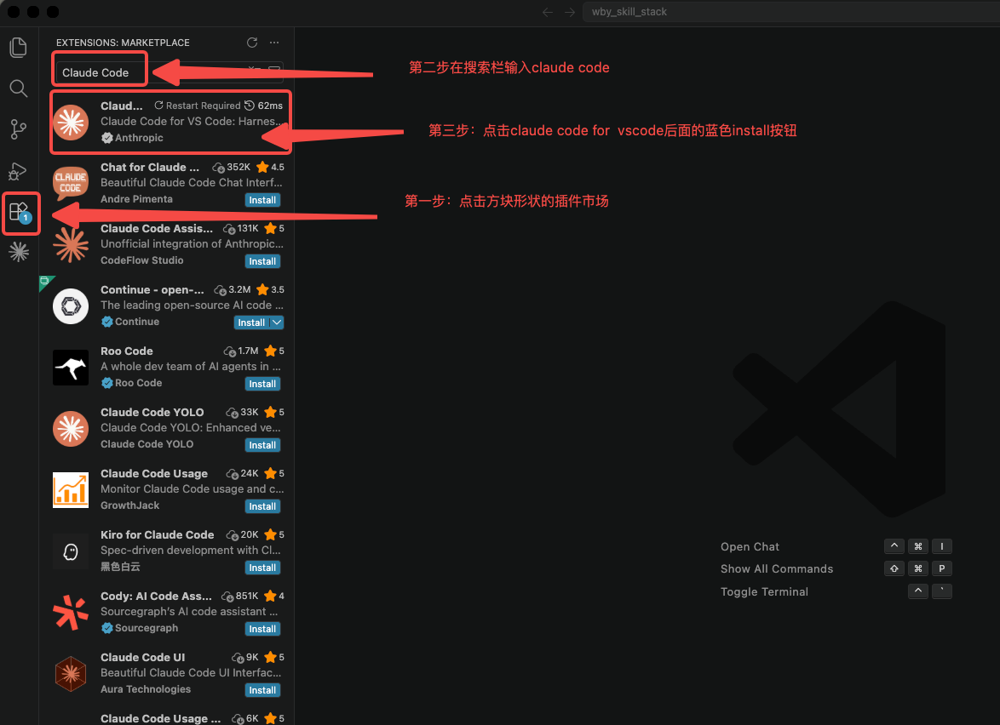 wby_skill_stack
EXTENSIONS: MARKETPLACE
Claude Code
第二步在搜索栏输入claude code
Claud... Restart Required 62ms
Claude Code for VS Code: Harnes...
Anthropic
第三步：点击claude code for vscode后面的蓝色install按钮
Chat for Claude ... 352K 4.5
Beautiful Claude Code Chat Interf...
Andre Pimenta Install
CLAUDE
CODE
第一步：点击方块形状的插件市场
1
Claude Code Assis... 131K 5
Unofficial integration of Anthropic...
CodeFlow Studio Install
Continue - open-... 3.2M 3.5
The leading open-source AI code ...
Continue Install
Roo Code 1.7M 5
A whole dev team of AI agents in ...
Roo Code Install
Claude Code YOLO 33K 5
Claude Code YOLO: Enhanced ve...
Claude Code YOLO Install
Claude Code Usage 24K 5
Monitor Claude Code usage and c...
GrowthJack Install
Kiro for Claude Code 20K 5
Spec-driven development with Cl...
黑色白云 Install
Cody: AI Code Ass... 851K 4
Sourcegraph's AI code assistant ...
Sourcegraph Install
Claude Code UI 9K 5
Beautiful Claude Code UI Interfac...
Aura Technologies Install
Claude Code Usage ... 6K 5
Open Chat ^ ⌘ I
Show All Commands ⇧ ⌘ P
Toggle Terminal ^ `